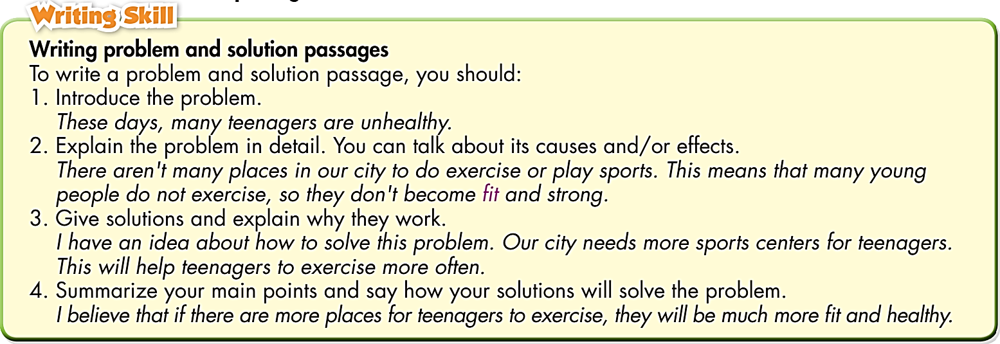 Writing Skill
Writing problem and solution passages
To write a problem and solution passage, you should:
1. Introduce the problem.
These days, many teenagers are unhealthy.
2. Explain the problem in detail. You can talk about its causes and/or effects.
There aren't many places in our city to do exercise or play sports. This means that many young
people do not exercise, so they don't become fit and strong.
3. Give solutions and explain why they work.
I have an idea about how to solve this problem. Our city needs more sports centers for teenagers.
This will help teenagers to exercise more often.
4. Summarize your main points and say how your solutions will solve the problem.
I believe that if there are more places for teenagers to exercise, they will be much more fit and healthy.